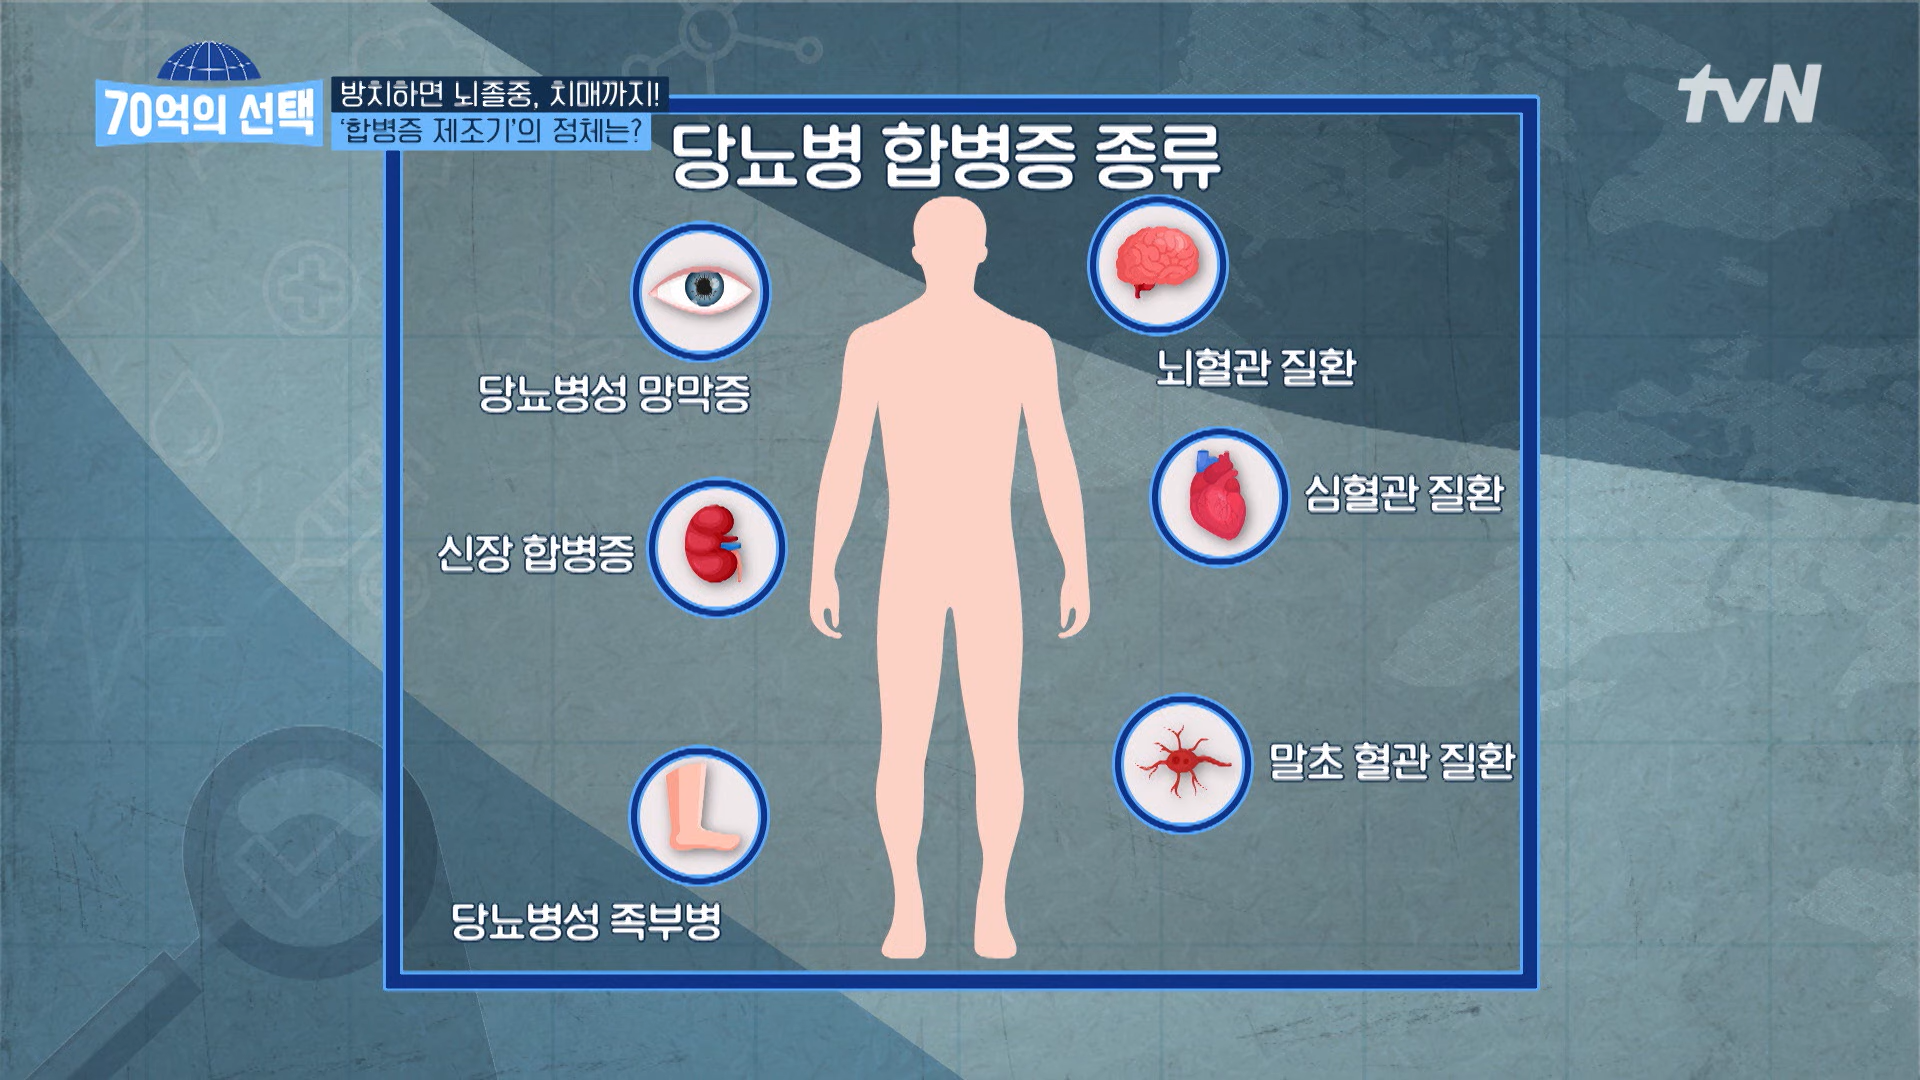 70억의 선택
방치하면 뇌졸중, 치매까지!
'합병증 제조기'의 정체는?
tvN
당뇨병 합병증 종류
당뇨병성 망막증
뇌혈관 질환
신장 합병증
심혈관 질환
당뇨병성 족부병
말초 혈관 질환